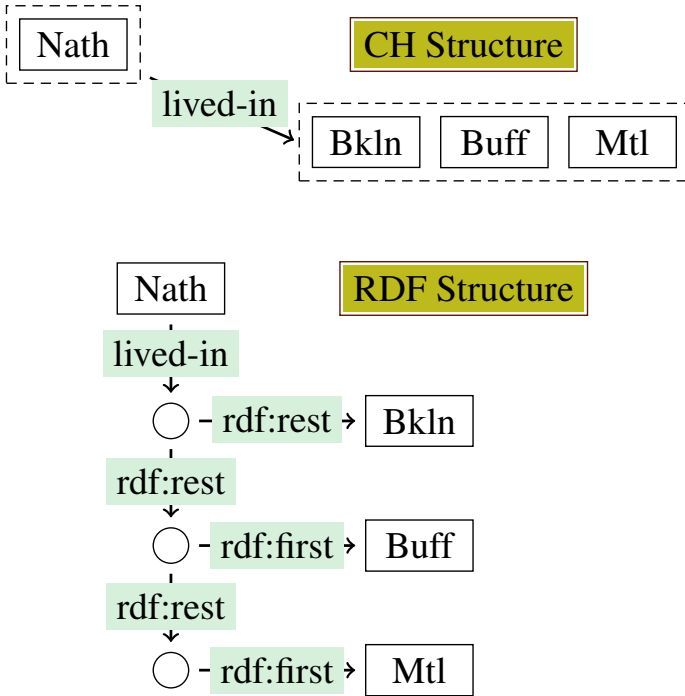 Nath
CH Structure
lived-in
Bkln Buff Mtl
Nath
RDF Structure
lived-in
rdf:rest Bkln
rdf:rest
rdf:first Buff
rdf:rest
rdf:first Mtl